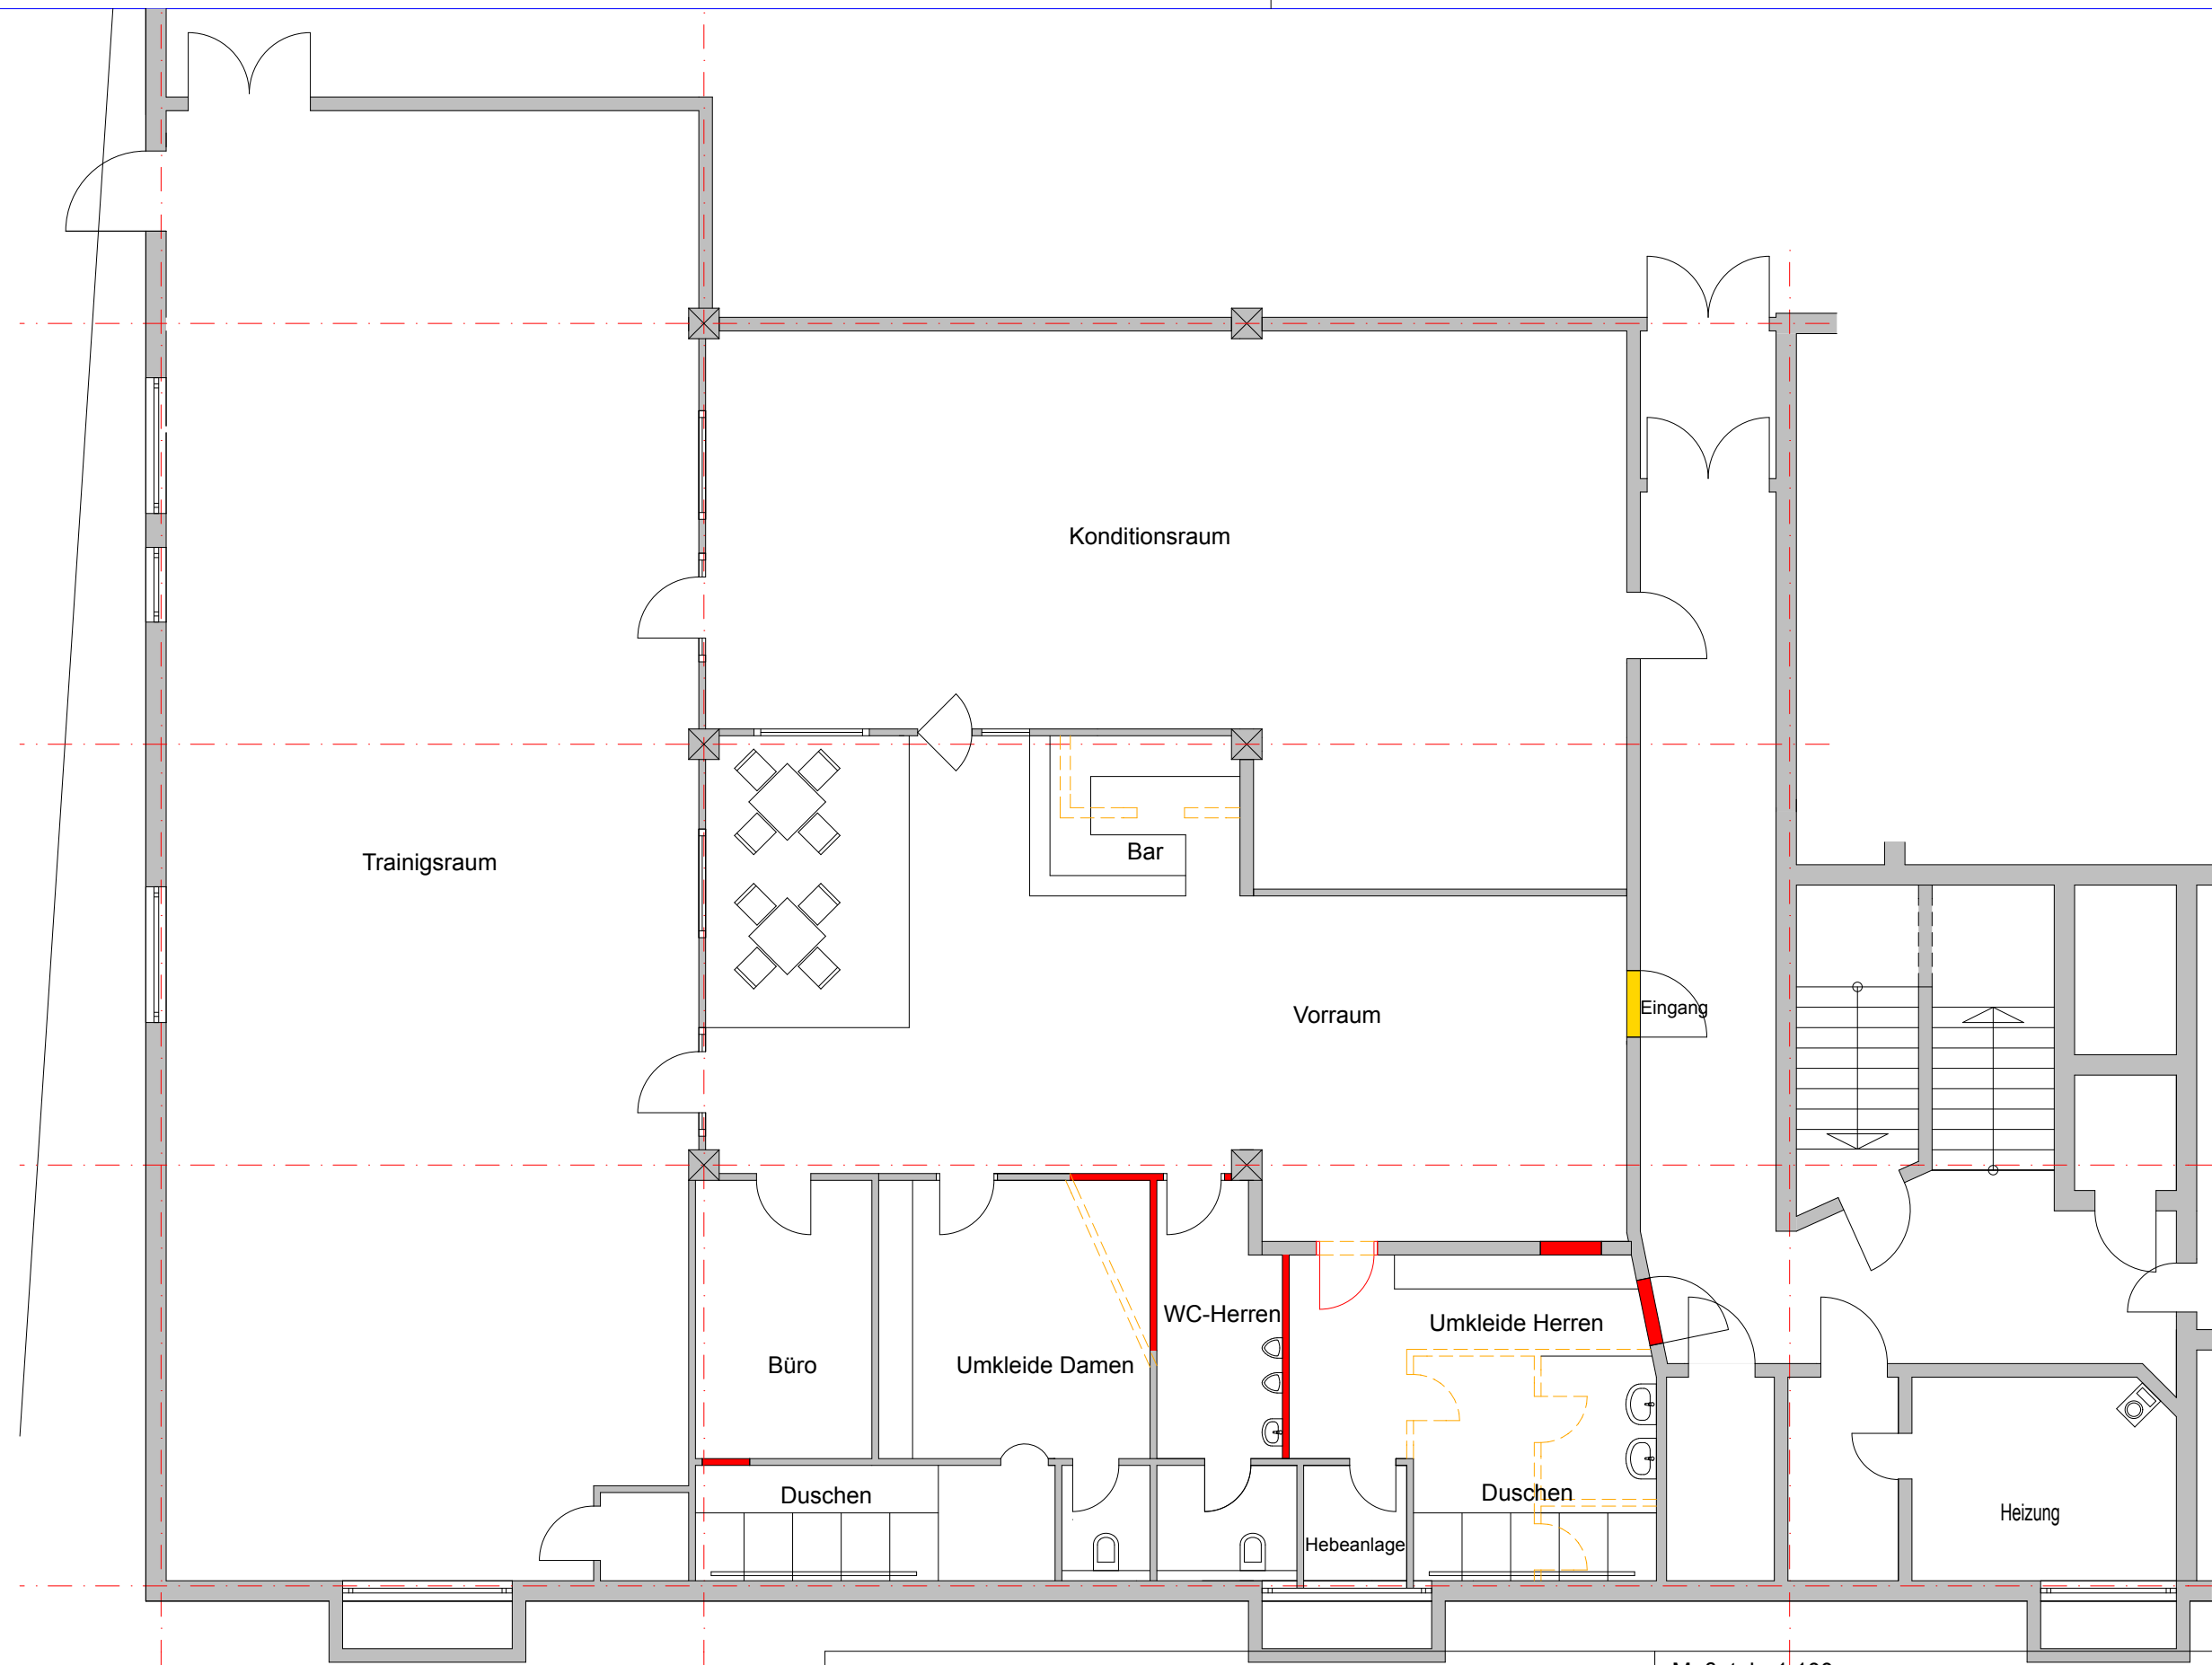 Konditionsraum
Trainigsraum
Bar
Vorraum
Eingang
WC-Herren
Umkleide Herren
Büro
Umkleide Damen
Duschen
Duschen
Hebeanlage
Heizung